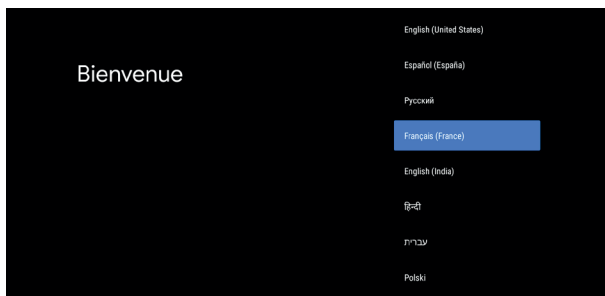 Bienvenue
English (United States)
Español (España)
Русский
Français (France)
English (India)
हिन्दी
עברית
Polski